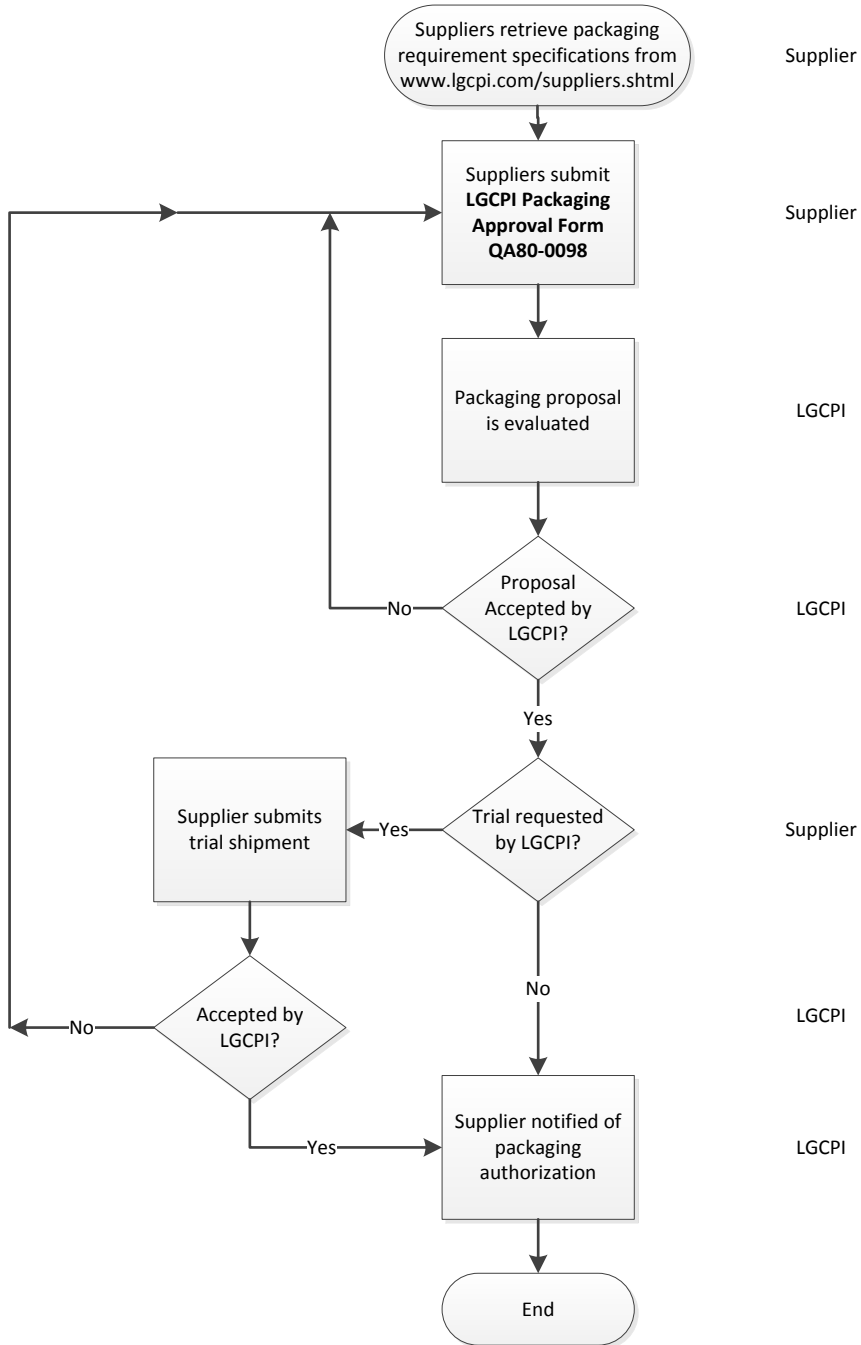 Suppliers retrieve packaging
requirement specifications from
www.lgcpi.com/suppliers.shtml
Supplier
Suppliers submit
LGCPI Packaging
Approval Form
QA80-0098
Supplier
Packaging proposal
is evaluated
LGCPI
Proposal
Accepted by
LGCPI?
No
LGCPI
Yes
Supplier submits
trial shipment
Yes
Trial requested
by LGCPI?
Supplier
No
Accepted by
LGCPI?
No
LGCPI
Yes
Supplier notified of
packaging
authorization
LGCPI
End